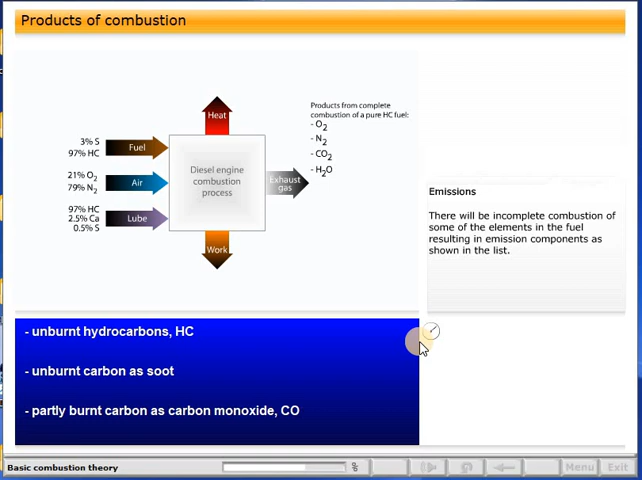 Products of combustion
Products from complete
combustion of a pure HC fuel:
- O2
- N2
- CO2
- H2O
Heat
3% S
97% HC
Fuel
21% O2
79% N2
Air
97% HC
2.5% Ca
0.5% S
Lube
Diesel engine
combustion
process
Exhaust
gas
Work
Emissions
There will be incomplete combustion of
some of the elements in the fuel
resulting in emission components as
shown in the list.
- unburnt hydrocarbons, HC
- unburnt carbon as soot
- partly burnt carbon as carbon monoxide, CO
Basic combustion theory
Menu
Exit